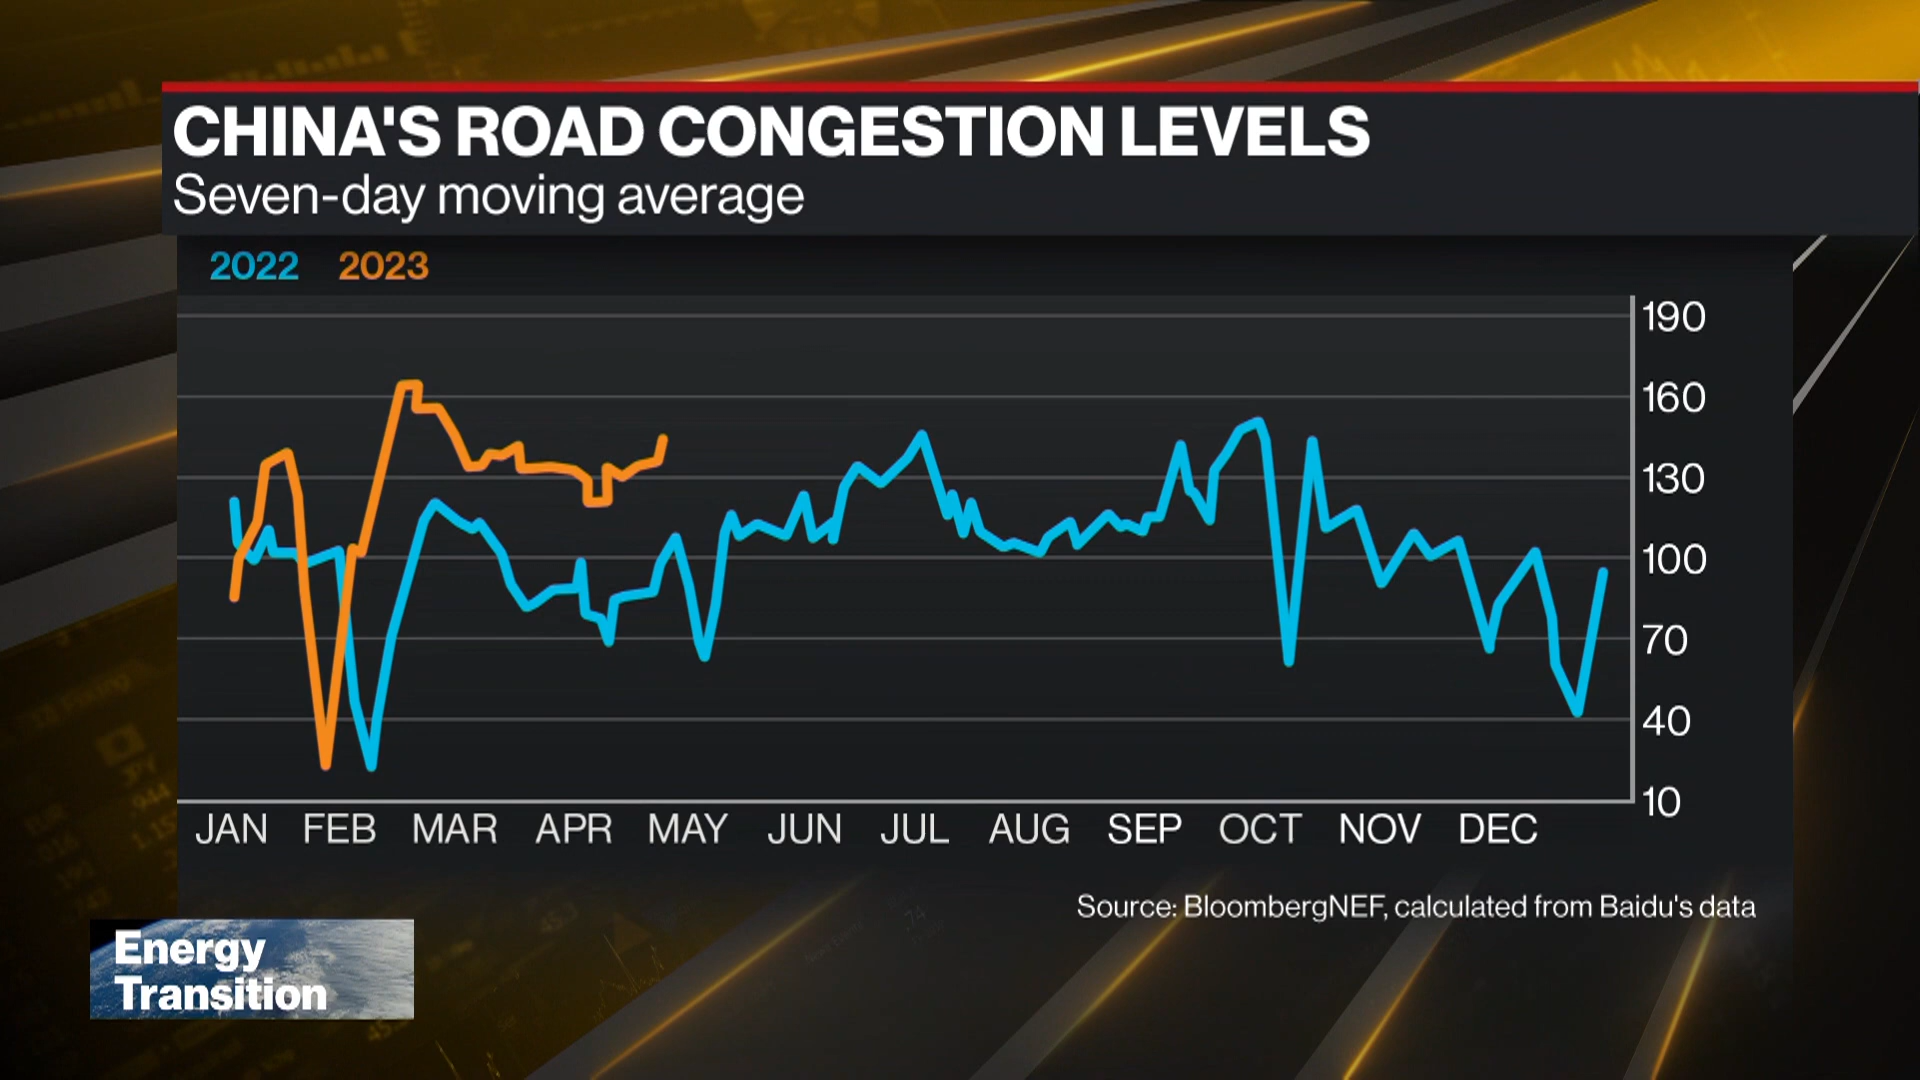 CHINA'S ROAD CONGESTION LEVELS
Seven-day moving average
2022 2023
190
160
130
100
70
40
10
JAN FEB MAR APR MAY JUN JUL AUG SEP OCT NOV DEC
Source: BloombergNEF, calculated from Baidu's data
Energy
Transition